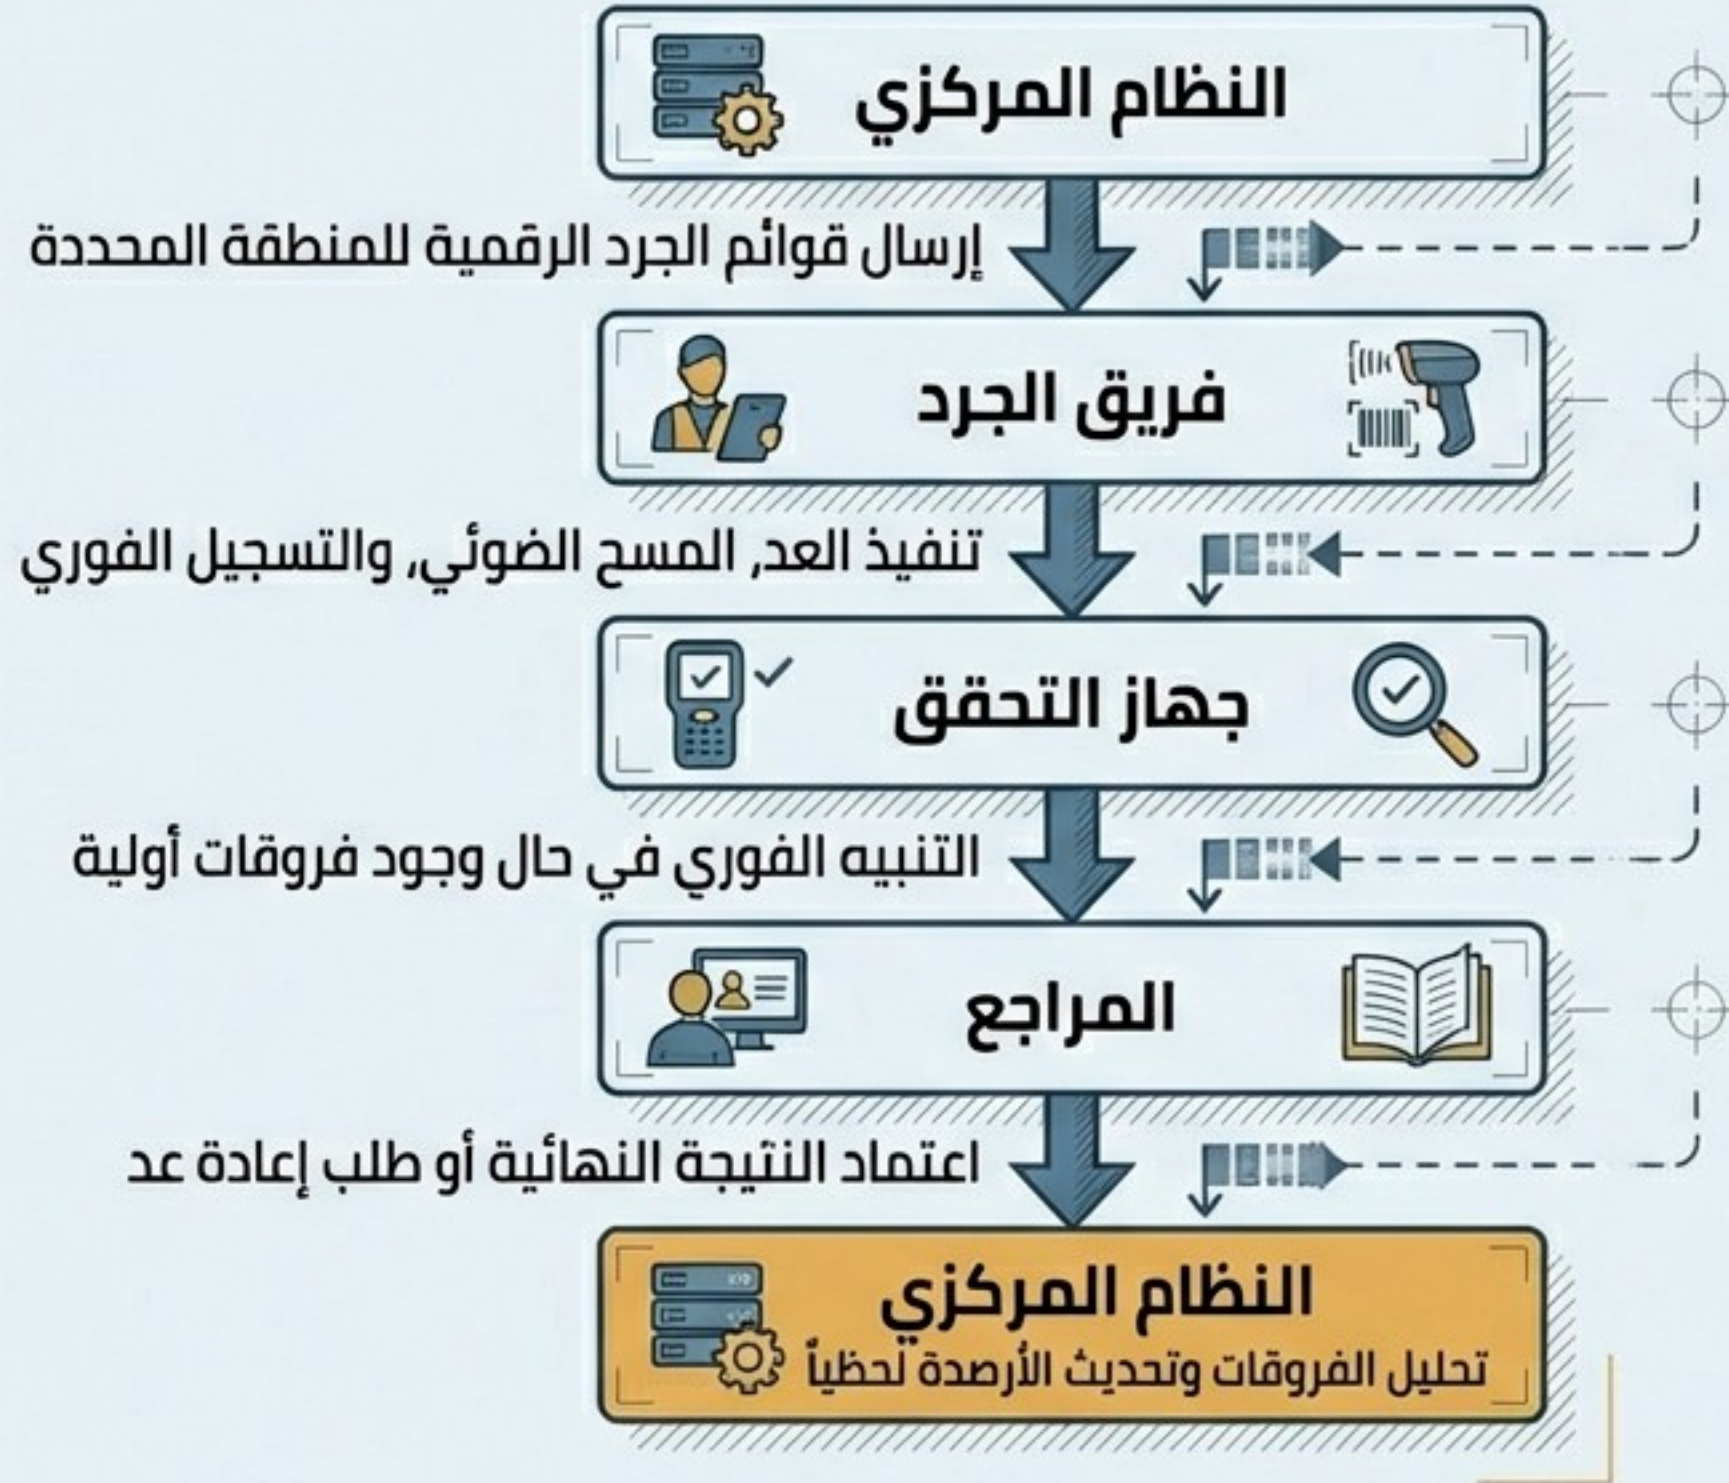 النظام المركزي
إرسال قوائم الجرد الرقمية للمنطقة المحددة
فريق الجرد
تنفيذ العد, المسح الضوئي، والتسجيل الفوري
جهاز التحقق
التنبيه الفوري في حال وجود فروقات أولية
المراجع
اعتماد النتيجة النهائية أو طلب إعادة عد
النظام المركزي
تحليل الفروقات وتحديث الأرصدة لحظياً